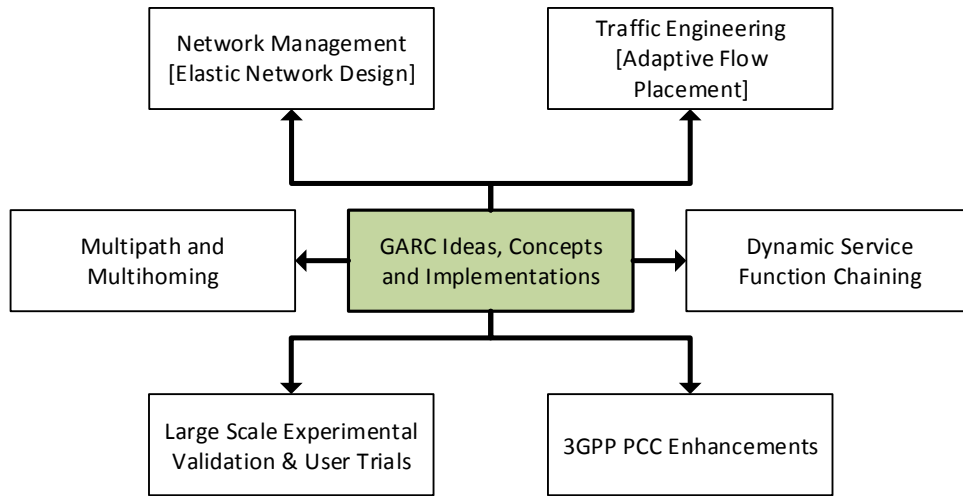 Network Management
[Elastic Network Design]
Traffic Engineering
[Adaptive Flow
Placement]
Multipath and
Multihoming
GARC Ideas, Concepts
and Implementations
Dynamic Service
Function Chaining
Large Scale Experimental
Validation & User Trials
3GPP PCC Enhancements